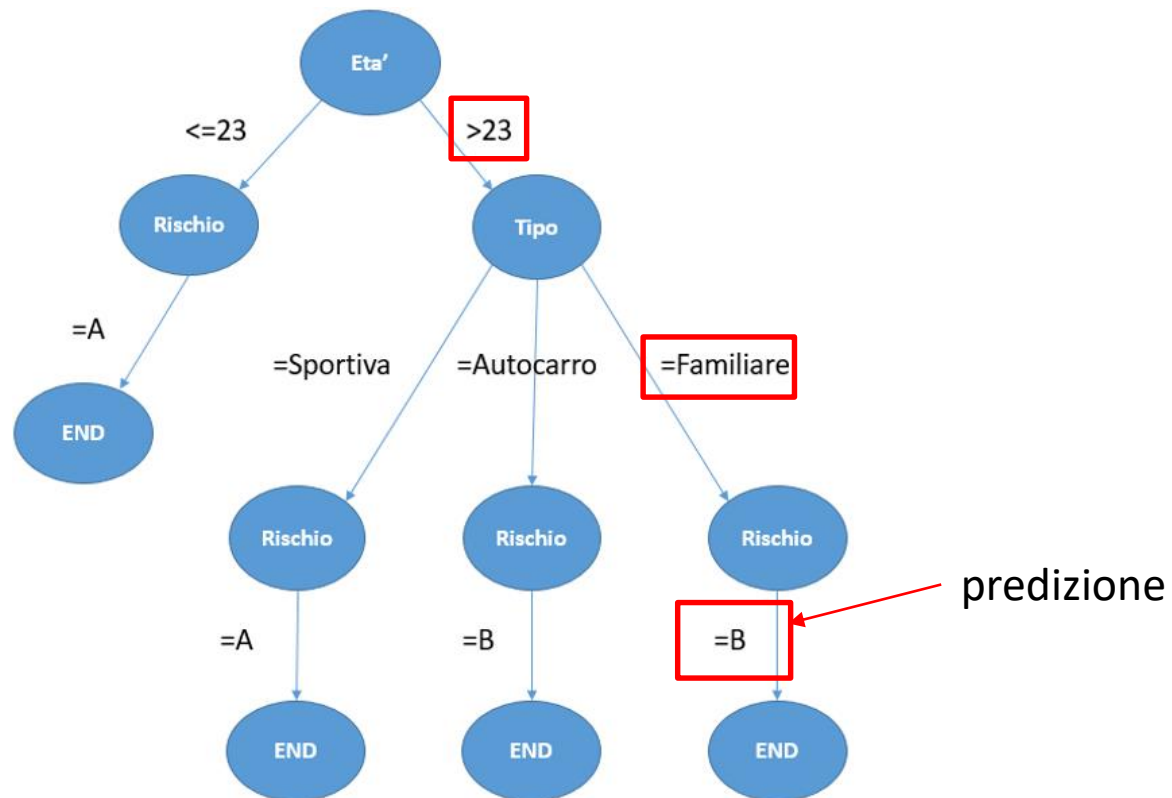 Eta’
<=23
>23
Rischio
Tipo
=A
=Sportiva
=Autocarro
=Familiare
END
Rischio
Rischio
Rischio
predizione
=A
=B
=B
END
END
END